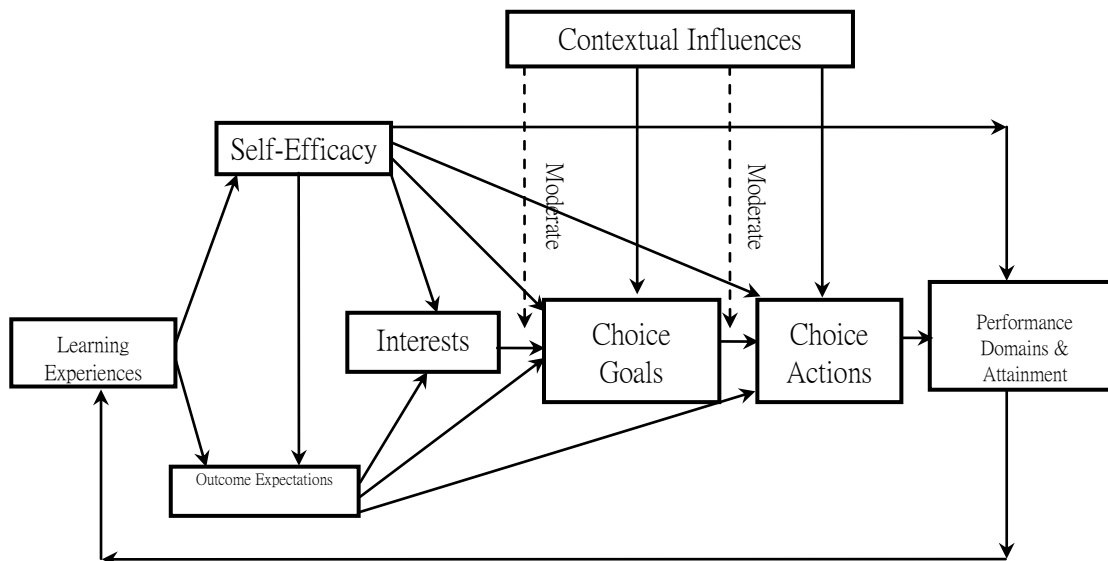 Contextual Influences
Self-Efficacy
Moderate
Moderate
Learning
Experiences
Interests
Choice
Goals
Choice
Actions
Performance
Domains &
Attainment
Outcome Expectations